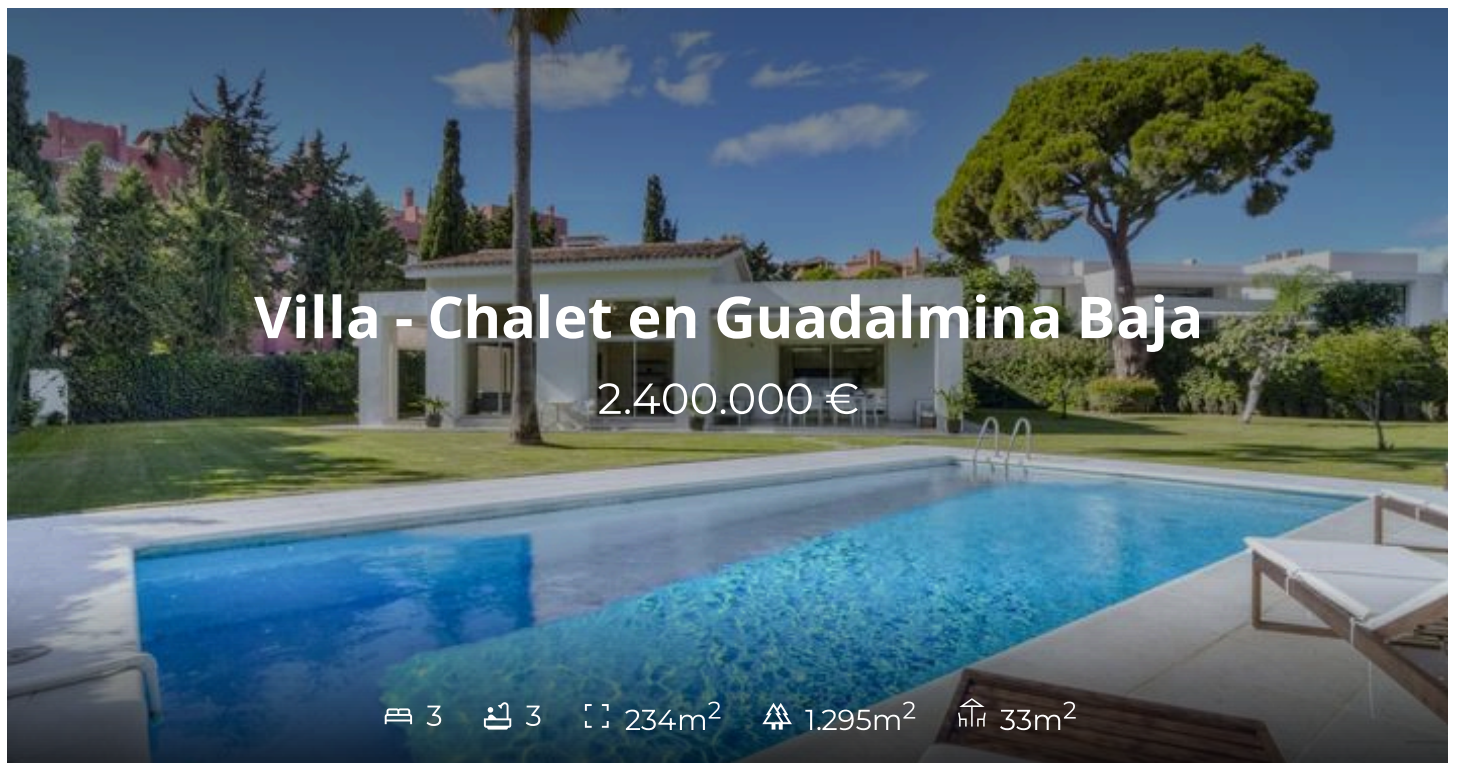 Villa - Chalet en Guadalmina Baja
2.400.000 €
3 3 234m² 1.295m² 33m²